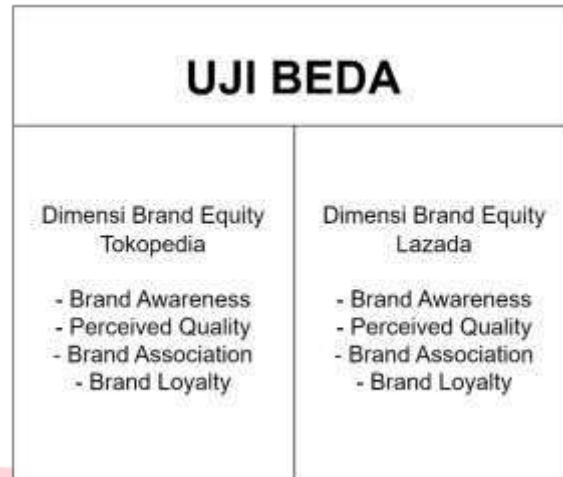 UJI BEDA
Dimensi Brand Equity
Tokopedia
- Brand Awareness
- Perceived Quality
- Brand Association
- Brand Loyalty
Dimensi Brand Equity
Lazada
- Brand Awareness
- Perceived Quality
- Brand Association
- Brand Loyalty